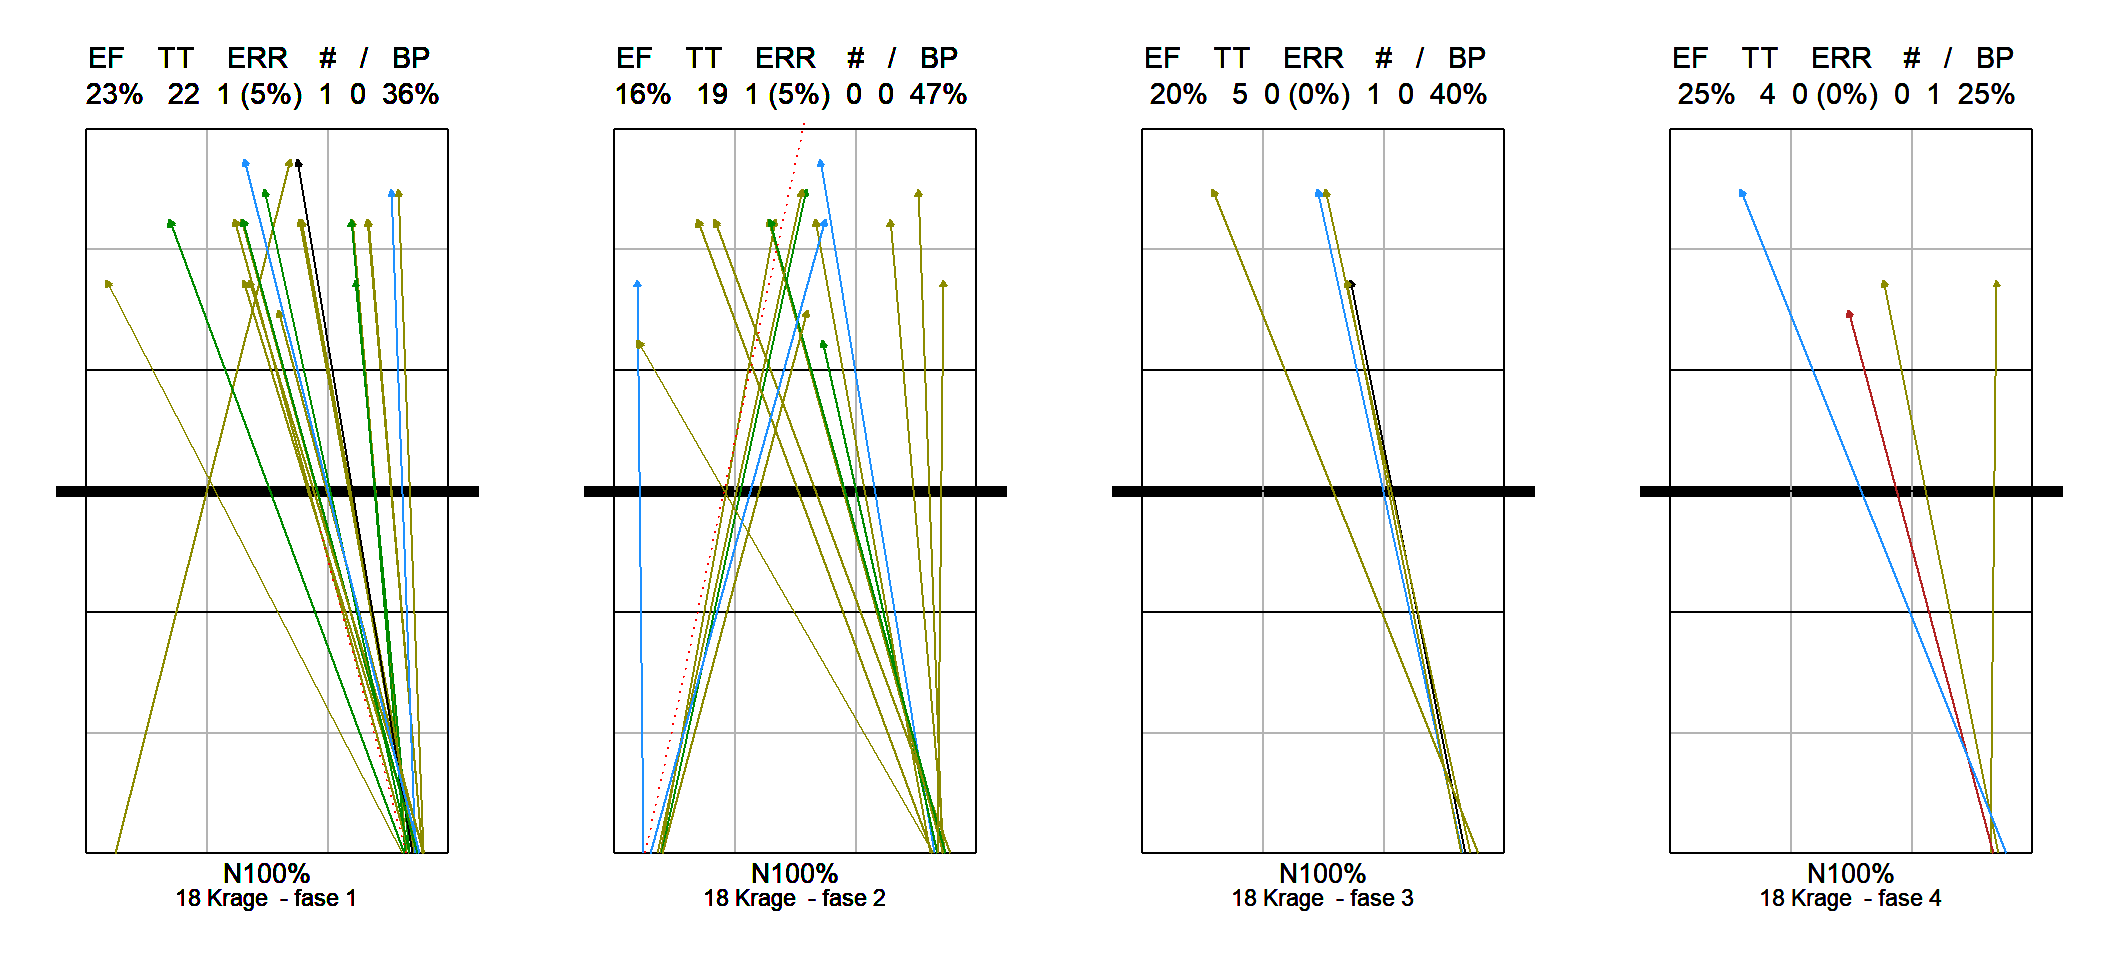 EF TT ERR # / BP
23% 22 1 (5%) 1 0 36%
N100%
18 Krage - fase 1
EF TT ERR # / BP
16% 19 1 (5%) 0 0 47%
N100%
18 Krage - fase 2
EF TT ERR # / BP
20% 5 0 (0%) 1 0 40%
N100%
18 Krage - fase 3
EF TT ERR # / BP
25% 4 0 (0%) 0 1 25%
N100%
18 Krage - fase 4